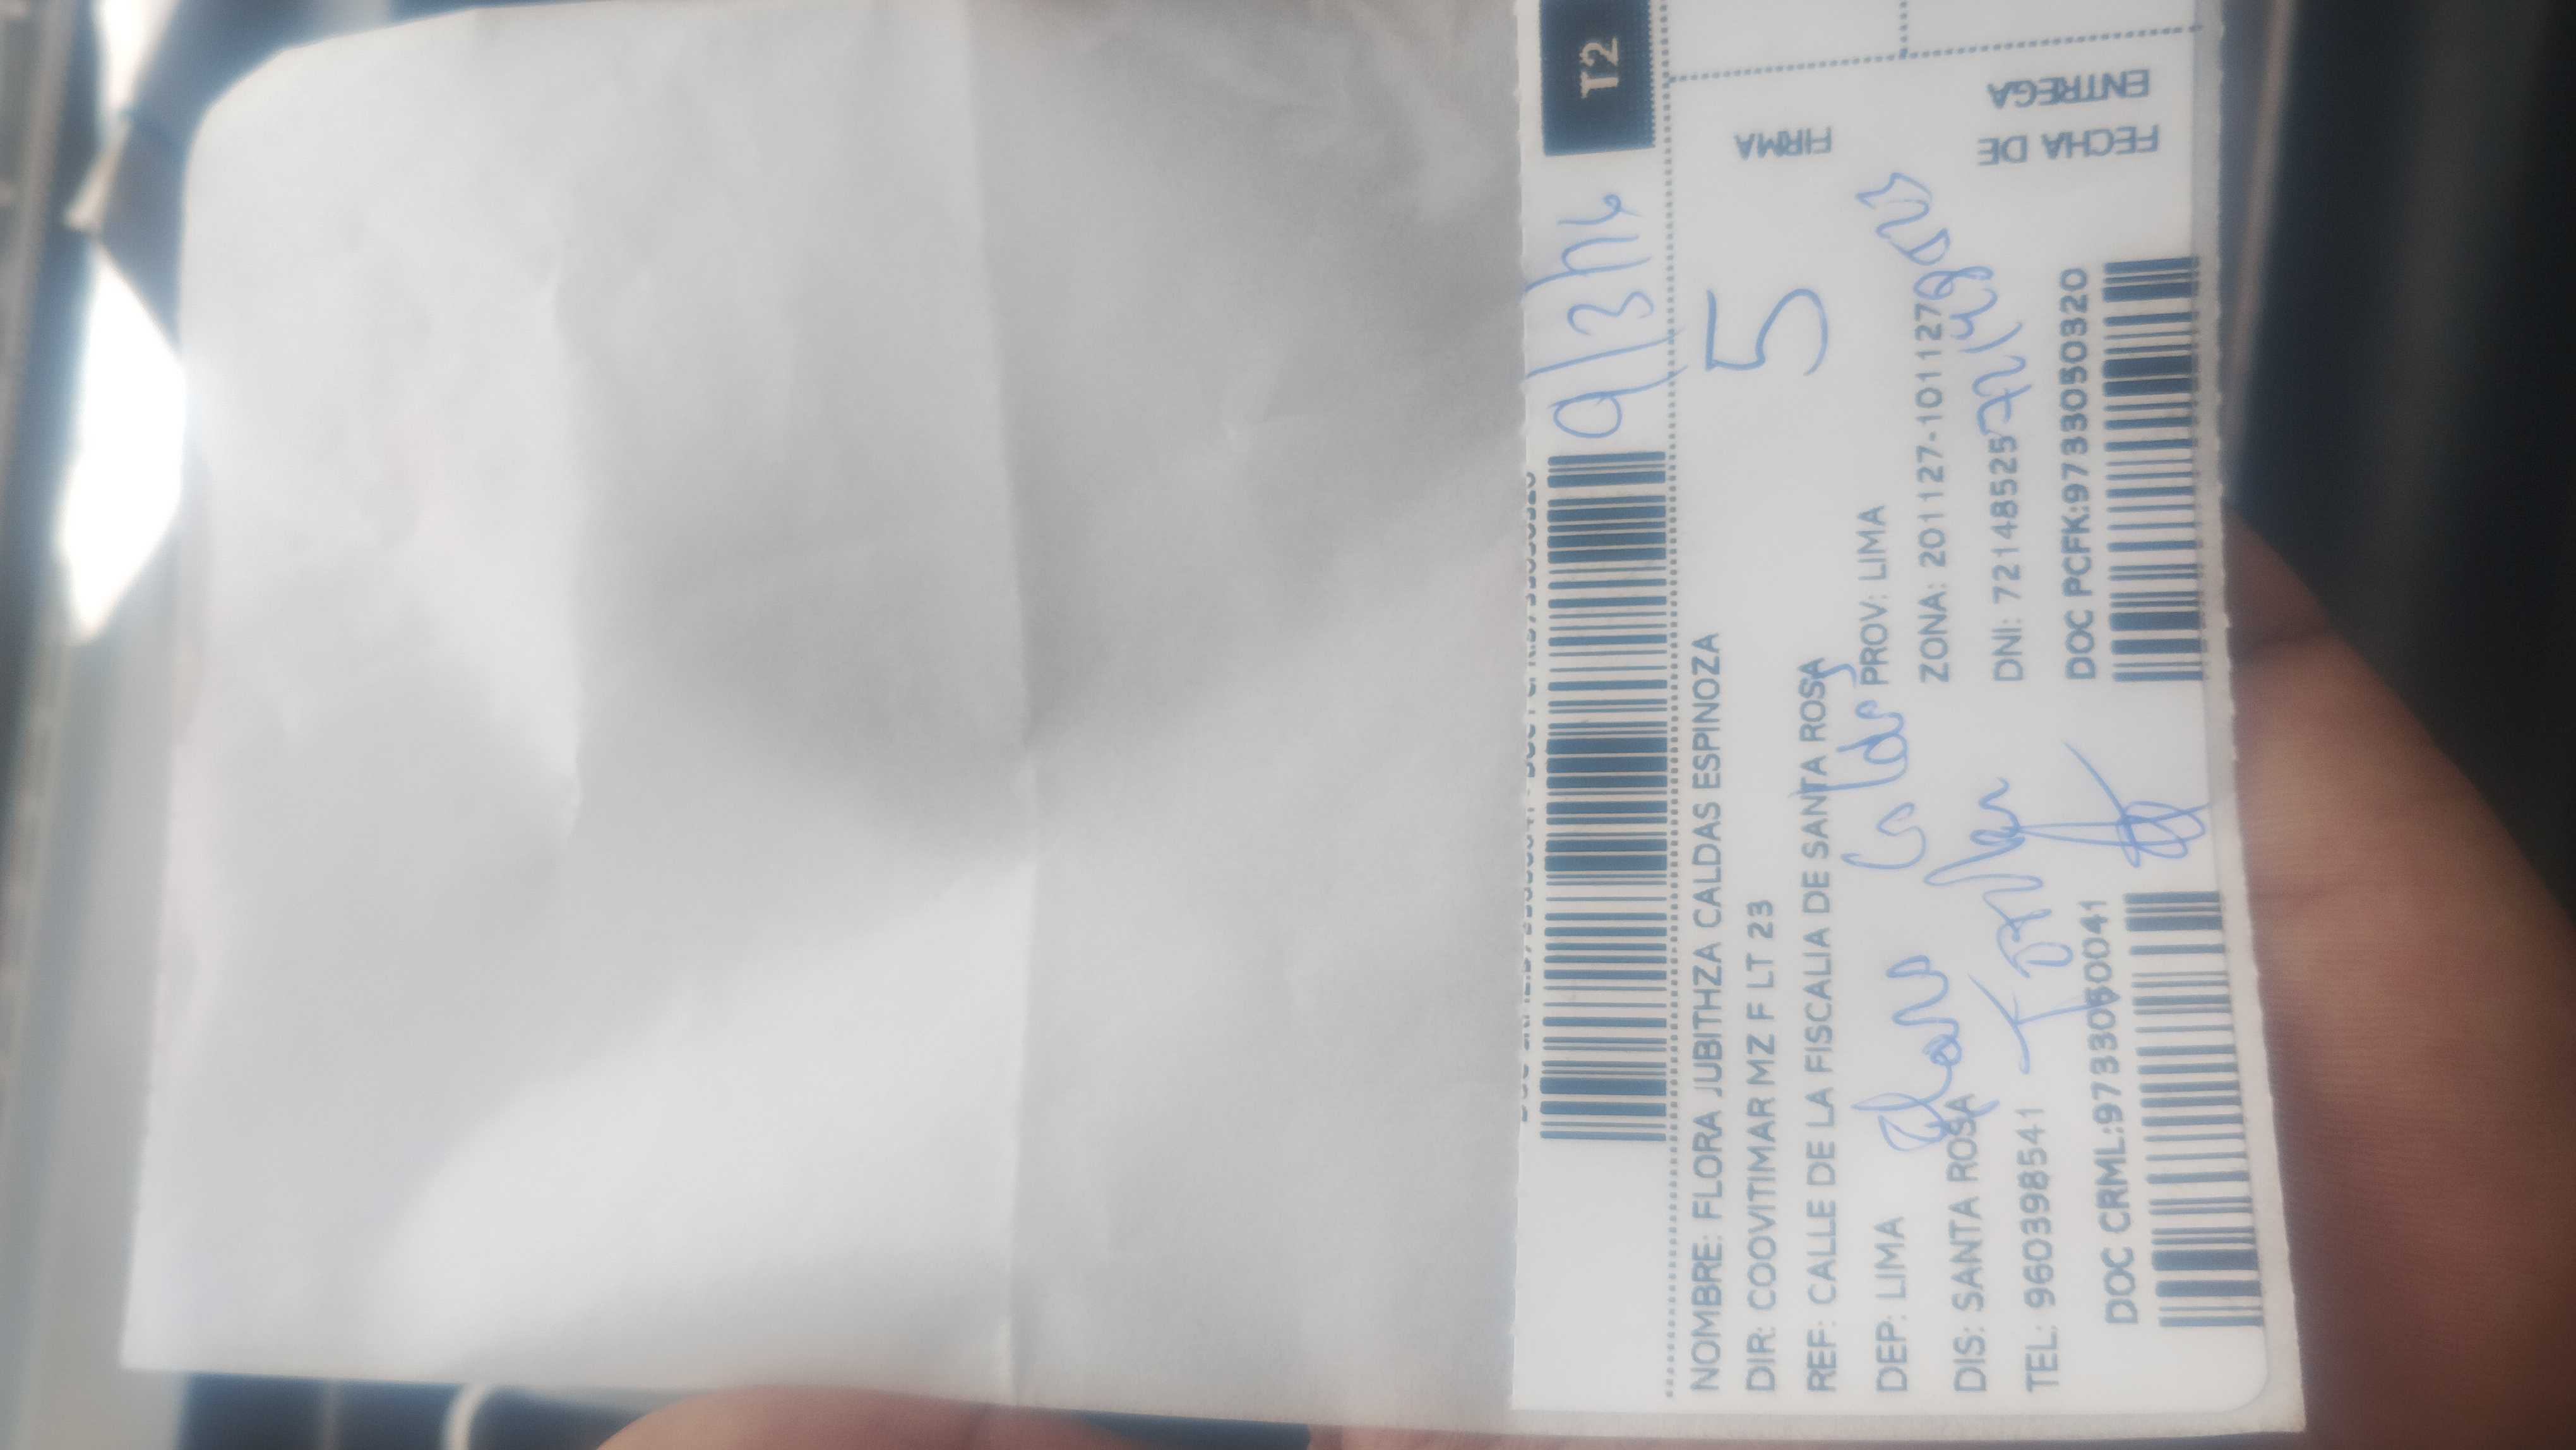 T2
9/3/16
NOMBRE: FLORA JUBITHZA CALDAS ESPINOZA
5
FIRMA
DIR: COOVITIMAR MZ F LT 23
REF: CALLE DE LA FISCALIA DE SANTA ROSA
DEP: LIMA
PROV: LIMA
Caldas
DIS: SANTA ROSA
ZONA: 201127-1011270
TEL: 960398541
DNI: 72148525
FECHA DE
ENTREGA
DOC CRML:9733050041
DOC PCFK:9733050320